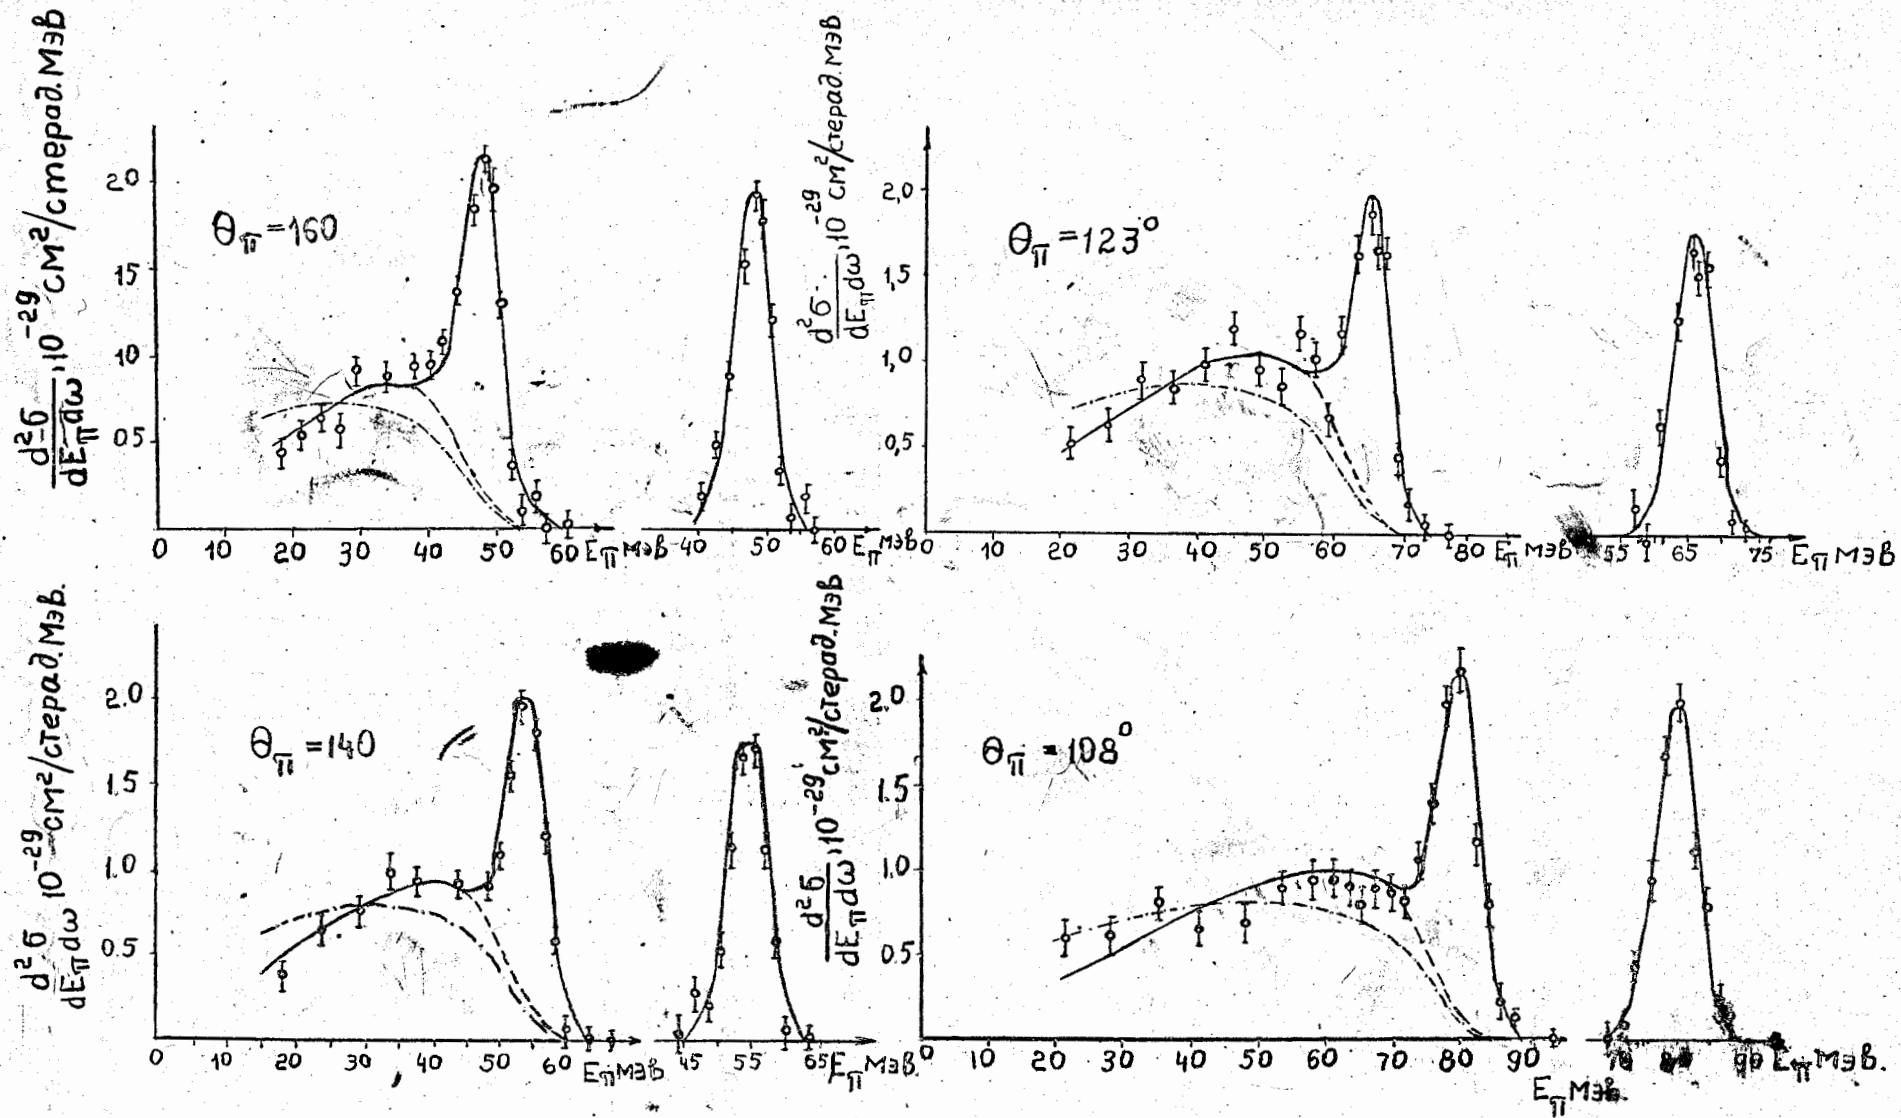 d²σ/dE_π dω, 10⁻²⁹ см²/стерад.Мэв
2.0
1.5
1.0
0.5
θ_π = 160
0 10 20 30 40 50 60 E_π Мэв
40 50 60 E_π Мэв
d²σ/dE_π dω, 10⁻²⁹ см²/стерад.Мэв
2,0
1,5
1,0
0,5
0
θ_π = 123°
0 10 20 30 40 50 60 70 80 E_π Мэв
55 65 75 E_π Мэв
d²σ/dE_π dω 10⁻²⁹ см²/стерад.Мэв.
2.0
1.5
1.0
0.5
θ_π = 140
0 10 20 30 40 50 60 E_π Мэв
45 55 65 E_π Мэв.
d²σ/dE_π dω, 10⁻²⁹ см²/стерад.Мэв
2.0
1.5
1.0
0.5
θ_π = 108°
0 10 20 30 40 50 60 70 80 90
E_π Мэв.
70 80 90 E_π Мэв.